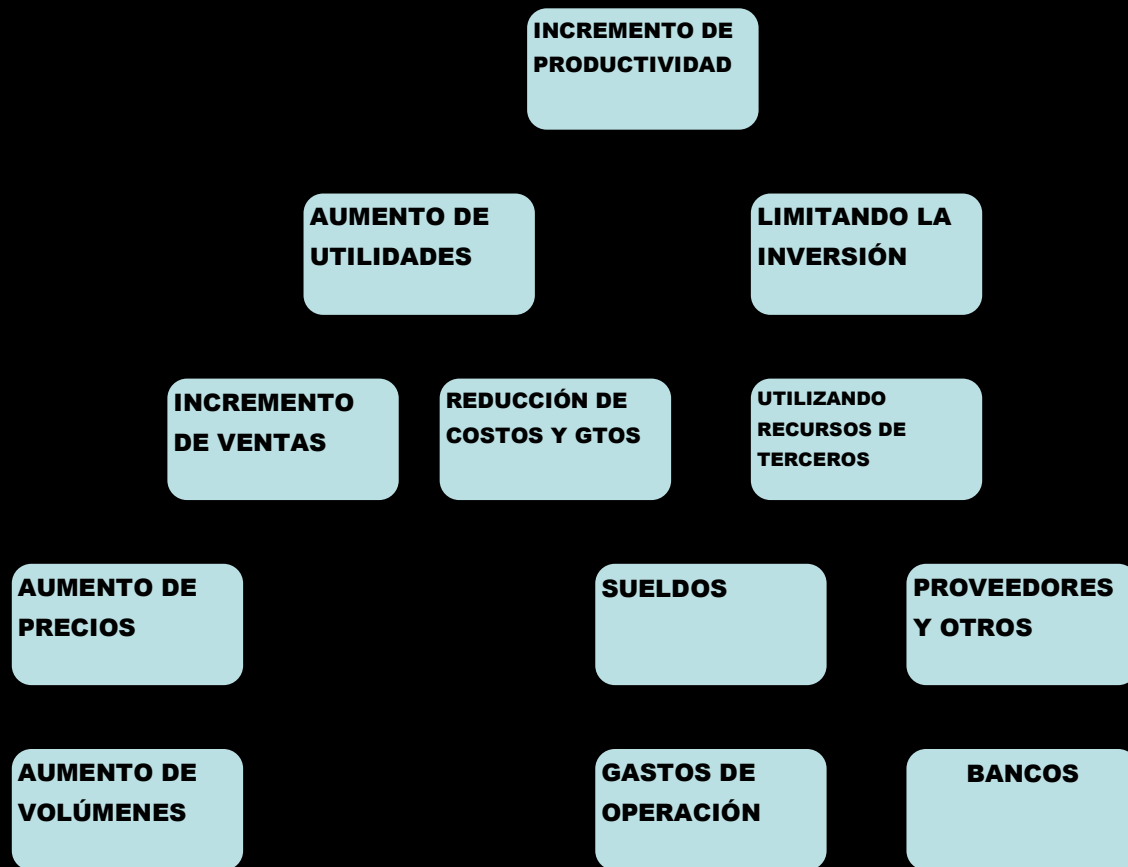 INCREMENTO DE
PRODUCTIVIDAD
AUMENTO DE
UTILIDADES
LIMITANDO LA
INVERSIÓN
INCREMENTO
DE VENTAS
REDUCCIÓN DE
COSTOS Y GTOS
UTILIZANDO
RECURSOS DE
TERCEROS
AUMENTO DE
PRECIOS
SUELDOS
PROVEEDORES
Y OTROS
AUMENTO DE
VOLÚMENES
GASTOS DE
OPERACIÓN
BANCOS